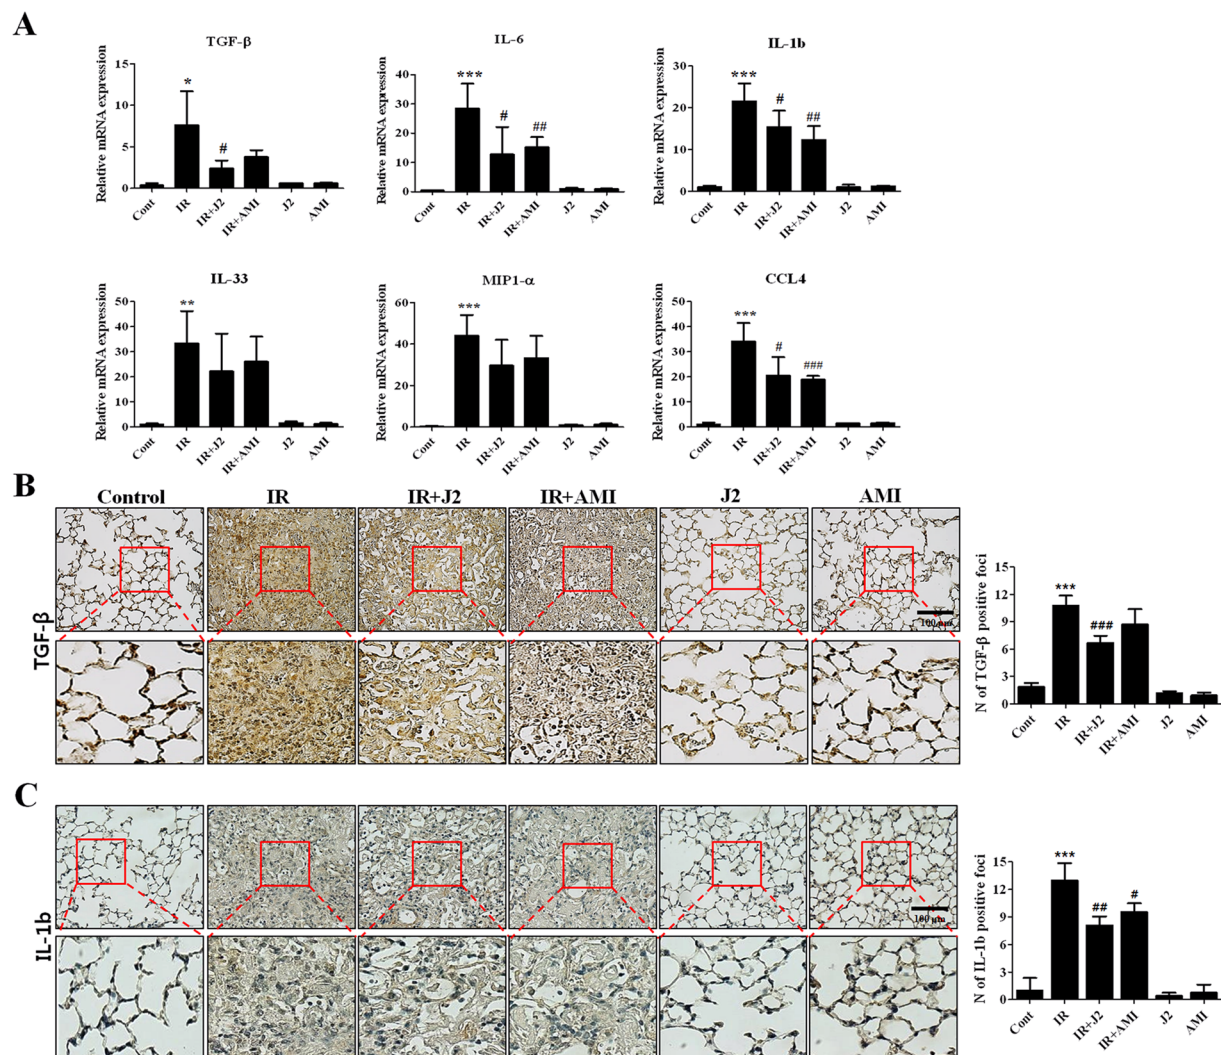 A
TGF-β
Relative mRNA expression
15
10
5
0
*
#
Cont
IR
IR+J2
IR+AMI
J2
AMI
IL-6
Relative mRNA expression
40
30
20
10
0
***
#
##
Cont
IR
IR+J2
IR+AMI
J2
AMI
IL-1b
Relative mRNA expression
30
20
10
0
***
#
##
Cont
IR
IR+J2
IR+AMI
J2
AMI
IL-33
Relative mRNA expression
50
40
30
20
10
0
**
Cont
IR
IR+J2
IR+AMI
J2
AMI
MIP1-α
Relative mRNA expression
60
40
20
0
***
Cont
IR
IR+J2
IR+AMI
J2
AMI
CCL4
Relative mRNA expression
50
40
30
20
10
0
***
#
###
Cont
IR
IR+J2
IR+AMI
J2
AMI
B
Control
IR
IR+J2
IR+AMI
J2
AMI
TGF-β
100 μm
N of TGF-β positive foci
15
12
9
6
3
0
***
###
Cont
IR
IR+J2
IR+AMI
J2
AMI
C
IL-1b
100 μm
N of IL-1b positive foci
15
12
9
6
3
0
***
##
#
Cont
IR
IR+J2
IR+AMI
J2
AMI